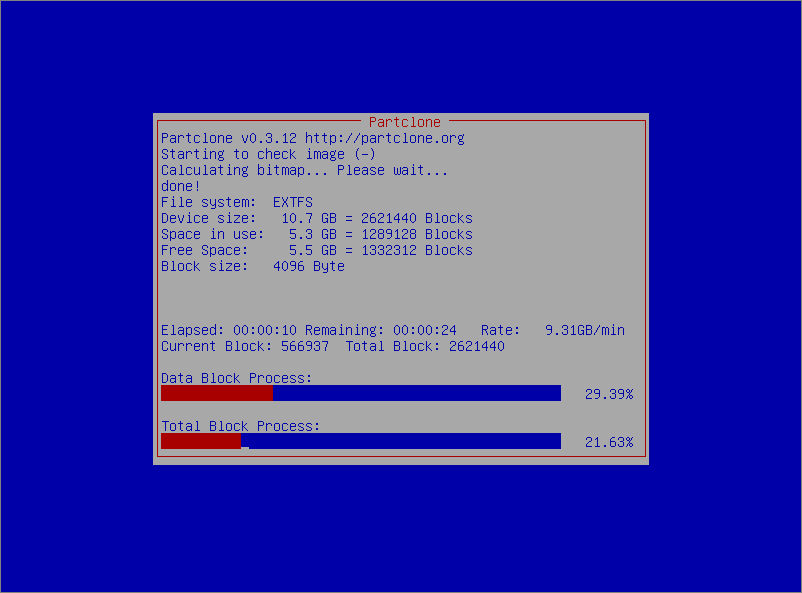 Partclone
Partclone v0.3.12 http://partclone.org
Starting to check image (-)
Calculating bitmap... Please wait...
done!
File system:  EXTFS
Device size:   10.7 GB = 2621440 Blocks
Space in use:   5.3 GB = 1289128 Blocks
Free Space:     5.5 GB = 1332312 Blocks
Block size:   4096 Byte
Elapsed: 00:00:10 Remaining: 00:00:24   Rate:   9.31GB/min
Current Block: 566937  Total Block: 2621440
Data Block Process:
29.39%
Total Block Process:
21.63%